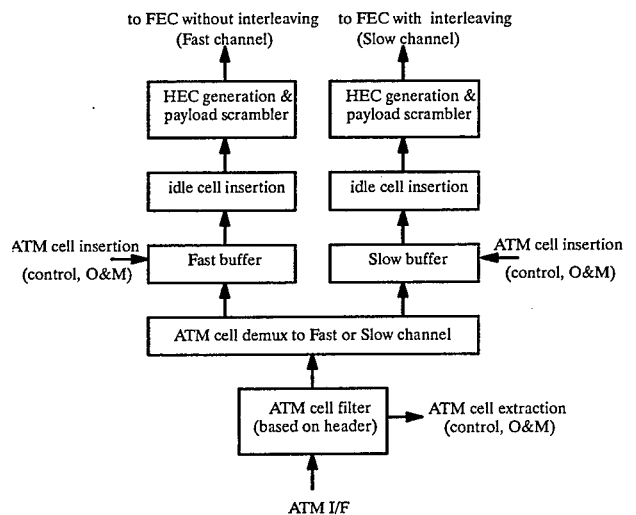 to FEC without interleaving
(Fast channel)
to FEC with interleaving
(Slow channel)
HEC generation &
payload scrambler
HEC generation &
payload scrambler
idle cell insertion
idle cell insertion
ATM cell insertion
(control, O&M)
Fast buffer
Slow buffer
ATM cell insertion
(control, O&M)
ATM cell demux to Fast or Slow channel
ATM cell filter
(based on header)
ATM cell extraction
(control, O&M)
ATM I/F